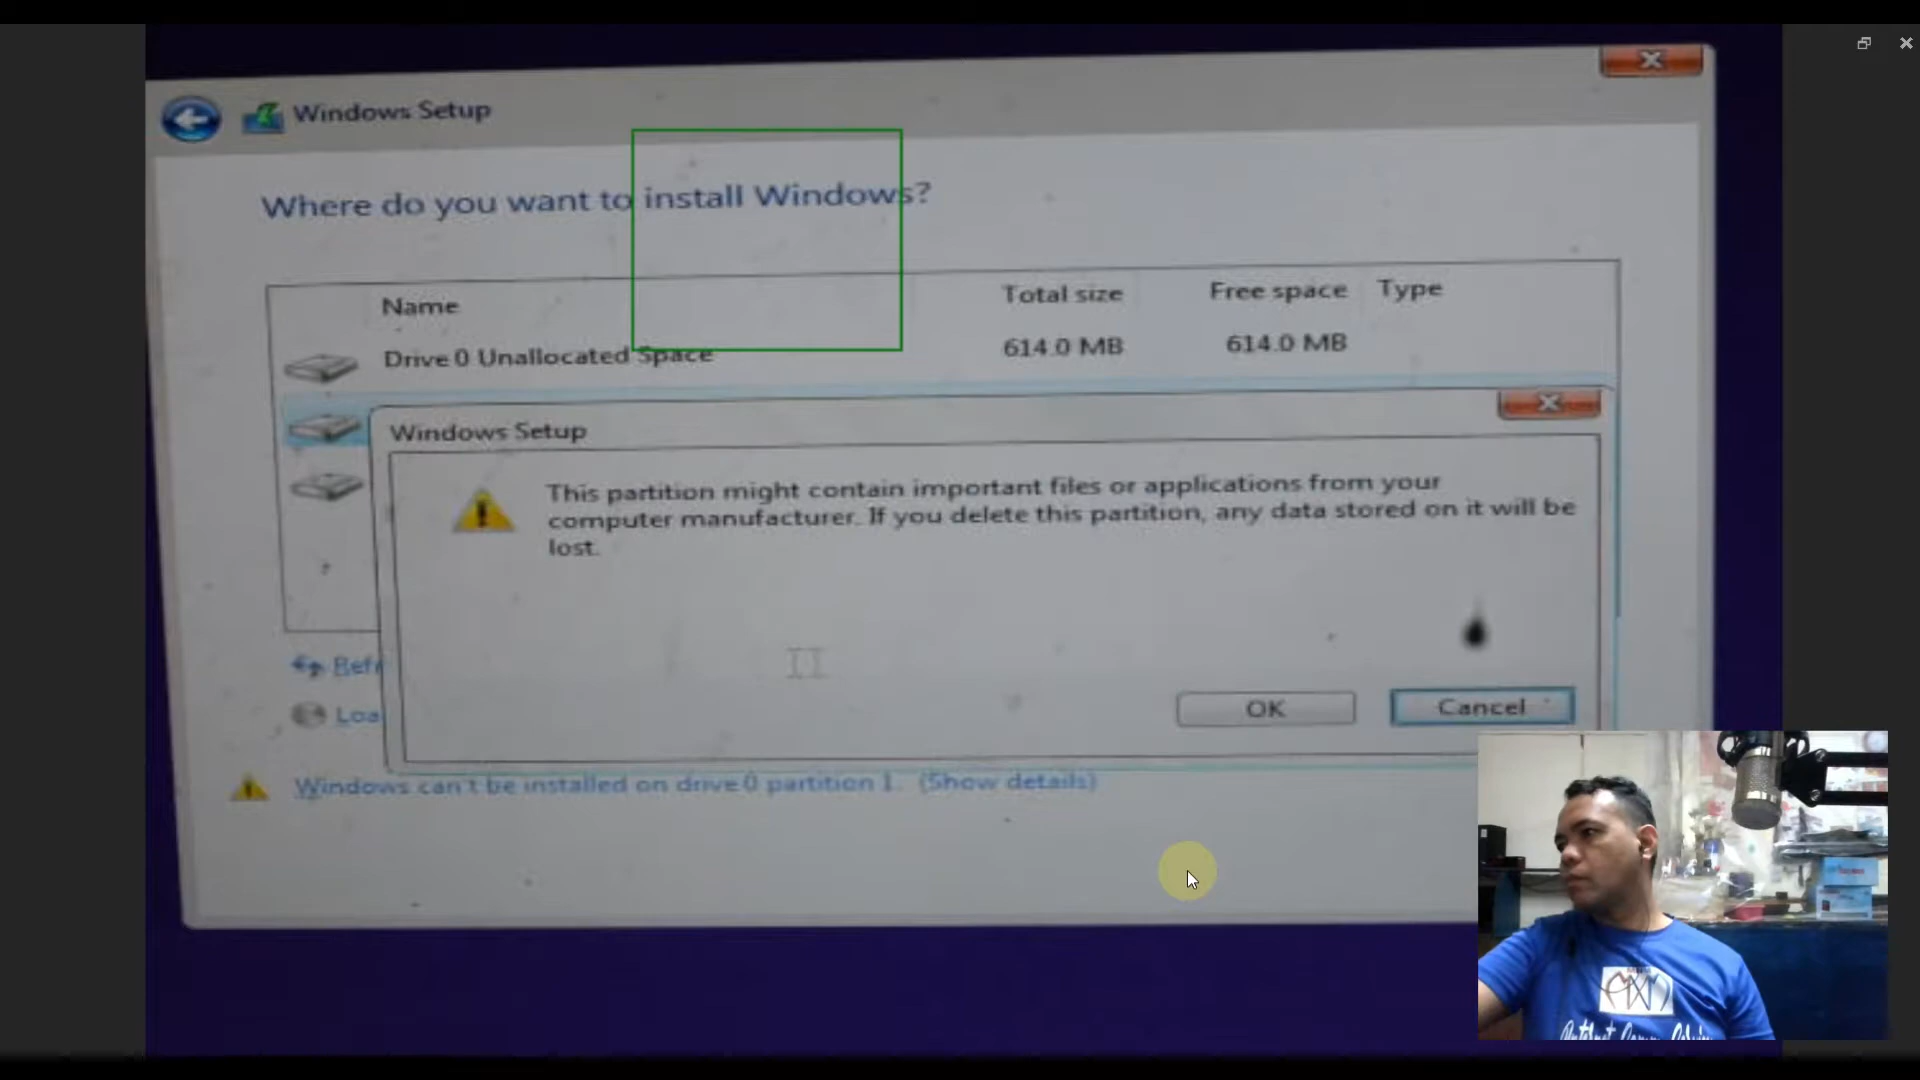 Windows Setup
Where do you want to install Windows?
Name Total size Free space Type
Drive 0 Unallocated Space 614.0 MB 614.0 MB
Windows Setup
This partition might contain important files or applications from your
computer manufacturer. If you delete this partition, any data stored on it will be
lost.
OK Cancel
Refr
Loa
Windows can't be installed on drive 0 partition 1. (Show details)